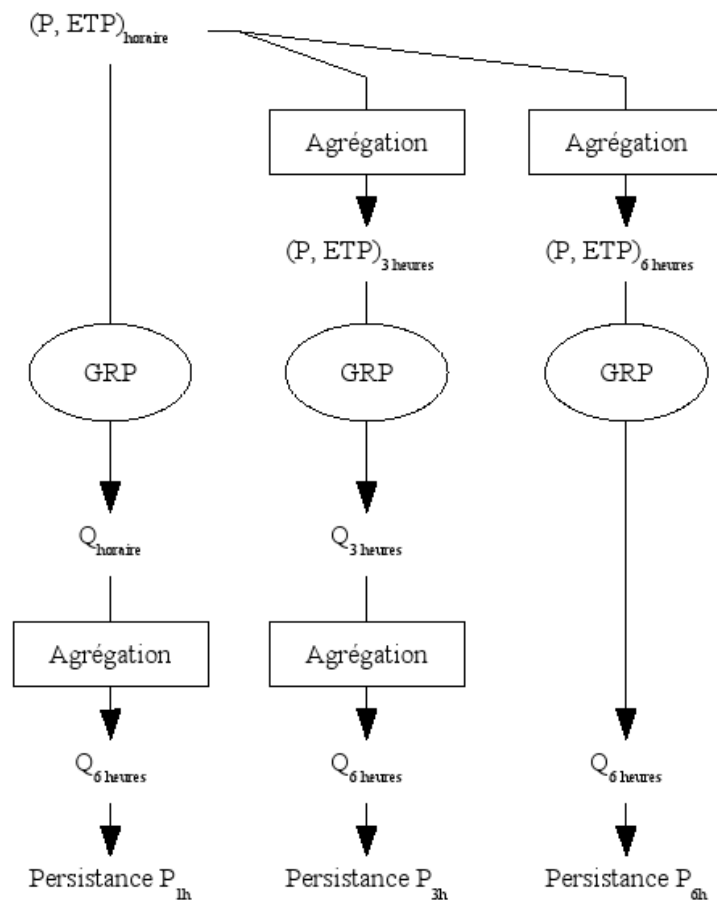 (P, ETP)horaire
Agrégation Agrégation
(P, ETP)3 heures (P, ETP)6 heures
GRP GRP GRP
Qhoraire Q3 heures
Agrégation Agrégation
Q6 heures Q6 heures Q6 heures
Persistance P1h Persistance P3h Persistance P6h